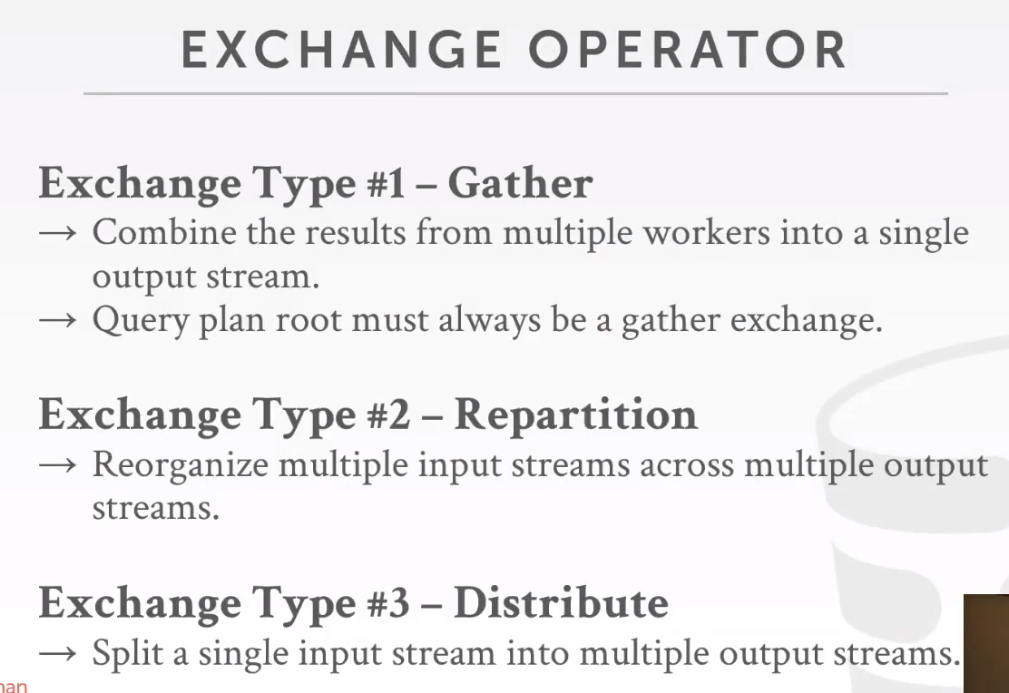 EXCHANGE OPERATOR
Exchange Type #1 – Gather
→ Combine the results from multiple workers into a single
output stream.
→ Query plan root must always be a gather exchange.
Exchange Type #2 – Repartition
→ Reorganize multiple input streams across multiple output
streams.
Exchange Type #3 – Distribute
→ Split a single input stream into multiple output streams.